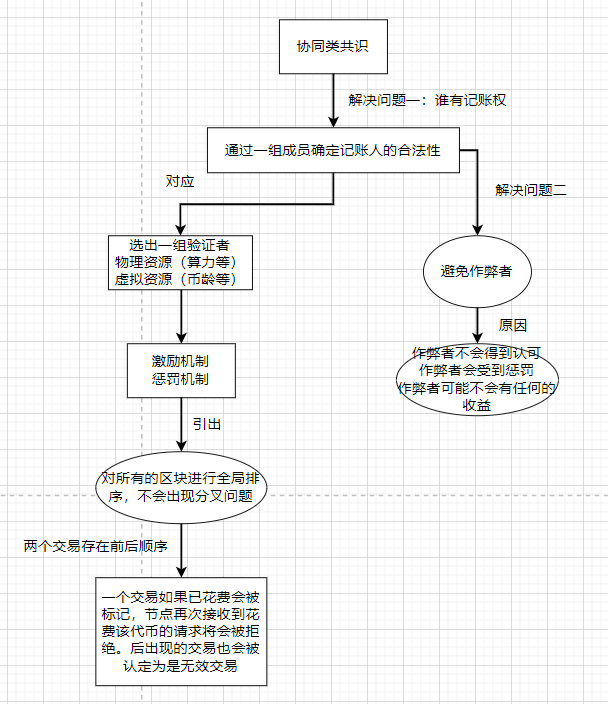 协同类共识
解决问题一：谁有记账权
通过一组成员确定记账人的合法性
对应
解决问题二
选出一组验证者
物理资源（算力等）
虚拟资源（币龄等）
避免作弊者
原因
激励机制
惩罚机制
作弊者不会得到认可
作弊者会受到惩罚
作弊者可能不会有任何的
收益
引出
对所有的区块进行全局排
序，不会出现分叉问题
两个交易存在前后顺序
一个交易如果已花费会被
标记，节点再次接收到花
费该代币的请求将会被拒
绝。后出现的交易也会被
认定为是无效交易